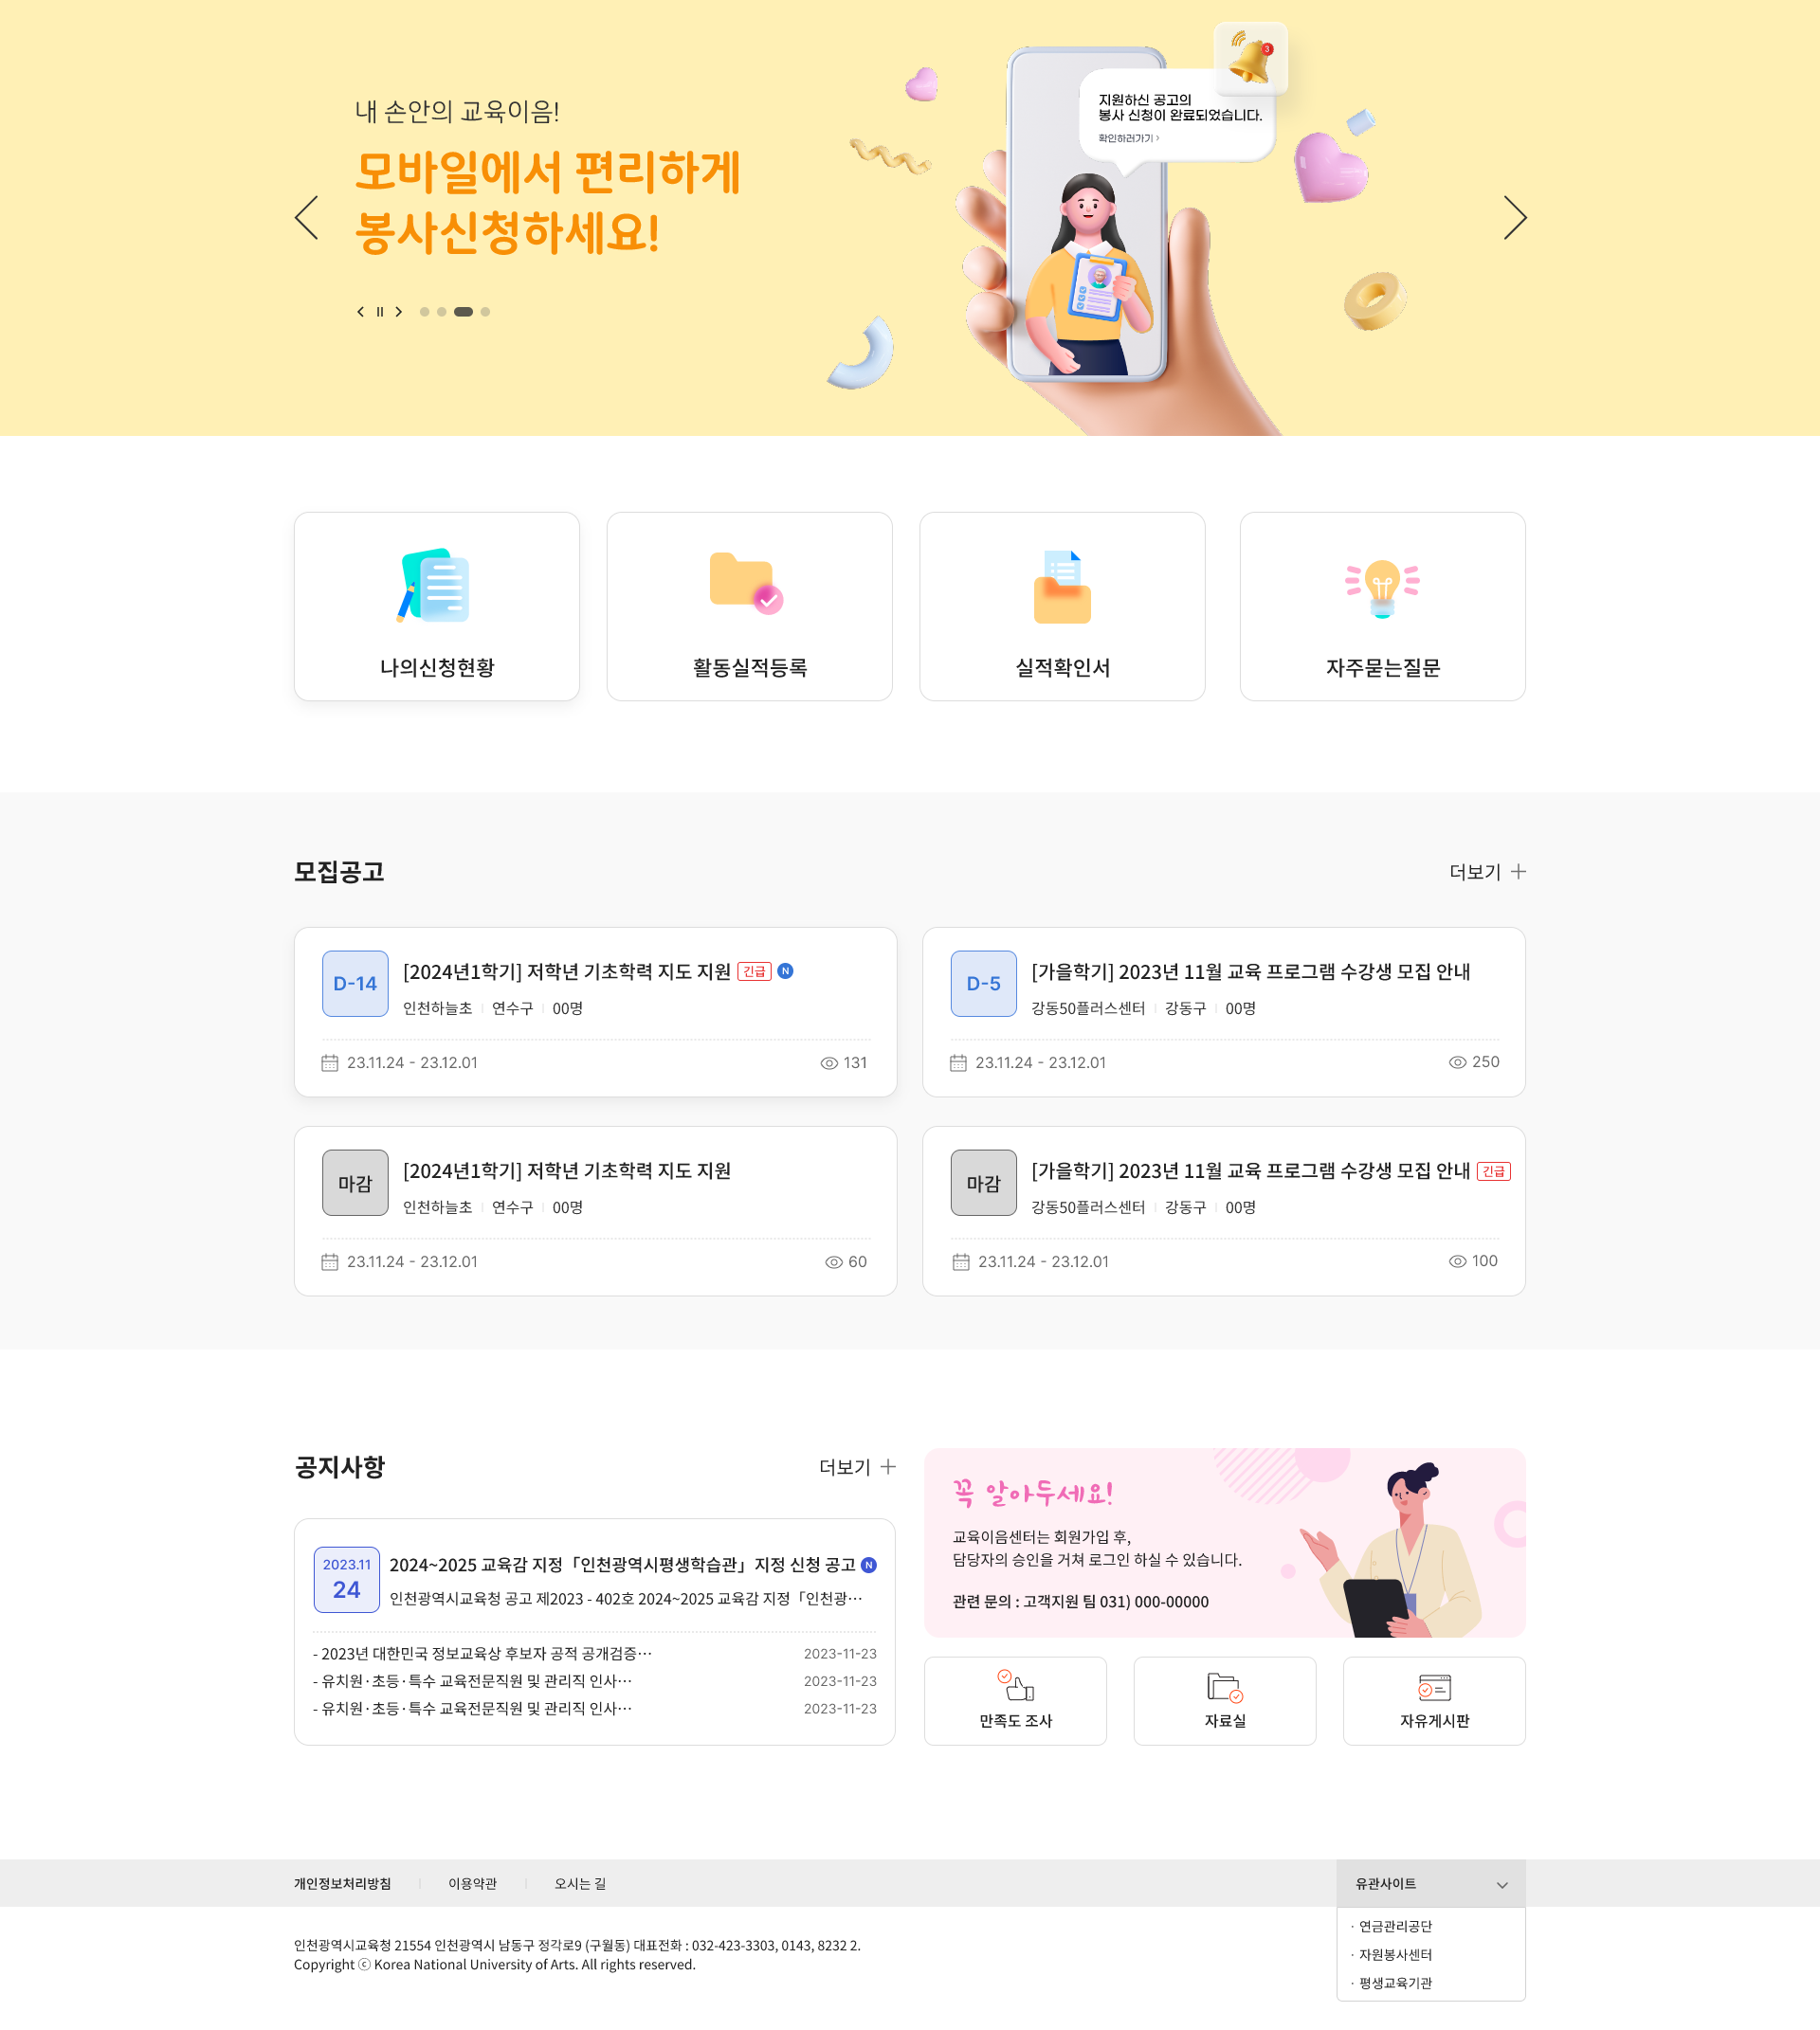 내 손안의 교육이음!
모바일에서 편리하게
봉사신청하세요!
3
지원하신 공고의
봉사 신청이 완료되었습니다.
확인하러가기 >
나의신청현황
활동실적등록
실적확인서
자주묻는질문
모집공고
더보기 +
D-14
[2024년1학기] 저학년 기초학력 지도 지원 긴급 N
인천하늘초 | 연수구 | 00명
23.11.24 - 23.12.01
131
D-5
[가을학기] 2023년 11월 교육 프로그램 수강생 모집 안내
강동50플러스센터 | 강동구 | 00명
23.11.24 - 23.12.01
250
마감
[2024년1학기] 저학년 기초학력 지도 지원
인천하늘초 | 연수구 | 00명
23.11.24 - 23.12.01
60
마감
[가을학기] 2023년 11월 교육 프로그램 수강생 모집 안내 긴급
강동50플러스센터 | 강동구 | 00명
23.11.24 - 23.12.01
100
공지사항
더보기 +
2023.11
24
2024~2025 교육감 지정「인천광역시평생학습관」지정 신청 공고 N
인천광역시교육청 공고 제2023 - 402호 2024~2025 교육감 지정「인천광…
- 2023년 대한민국 정보교육상 후보자 공적 공개검증… 2023-11-23
- 유치원·초등·특수 교육전문직원 및 관리직 인사… 2023-11-23
- 유치원·초등·특수 교육전문직원 및 관리직 인사… 2023-11-23
꼭 알아두세요!
교육이음센터는 회원가입 후,
담당자의 승인을 거쳐 로그인 하실 수 있습니다.
관련 문의 : 고객지원 팀 031) 000-00000
만족도 조사
자료실
자유게시판
개인정보처리방침 | 이용약관 | 오시는 길
유관사이트
· 연금관리공단
· 자원봉사센터
· 평생교육기관
인천광역시교육청 21554 인천광역시 남동구 정각로9 (구월동) 대표전화 : 032-423-3303, 0143, 8232 2.
Copyright ⓒ Korea National University of Arts. All rights reserved.